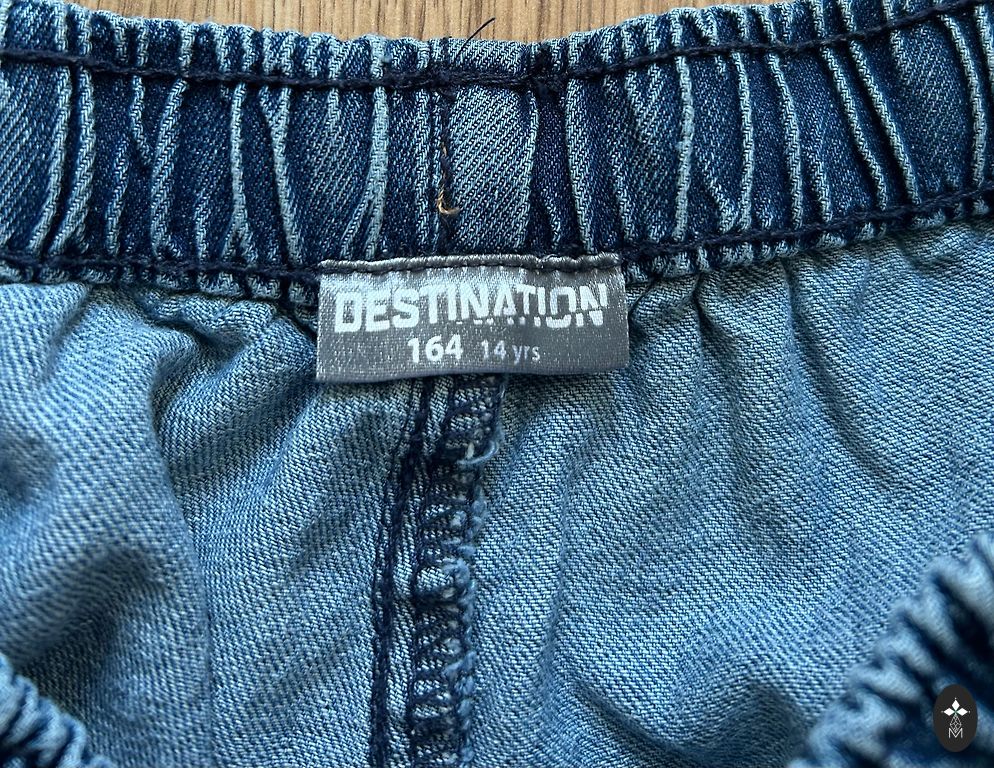 DESTINATION
164 14 yrs
M